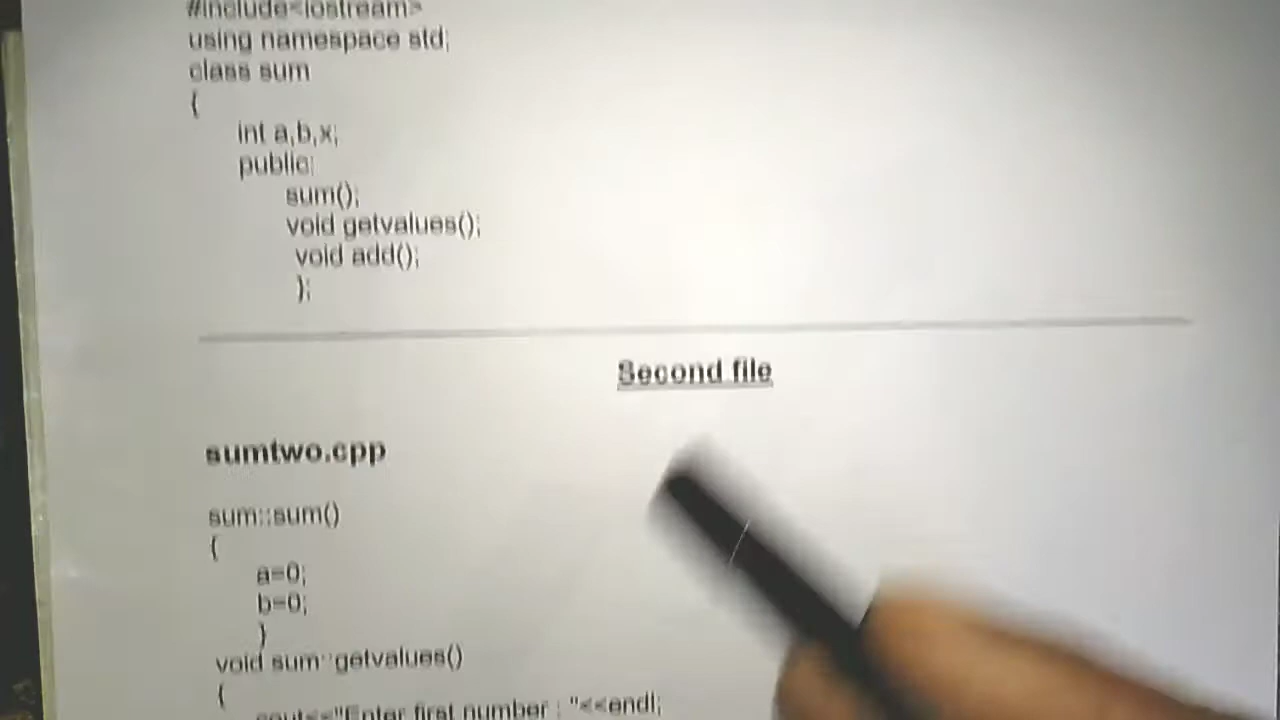 #include<iostream>
using namespace std;
class sum
{
int a,b,x;
public:
sum();
void getvalues();
void add();
};
Second file
sumtwo.cpp
sum::sum()
{
a=0;
b=0;
}
void sum::getvalues()
{
cout<<"Enter first number : "<<endl;